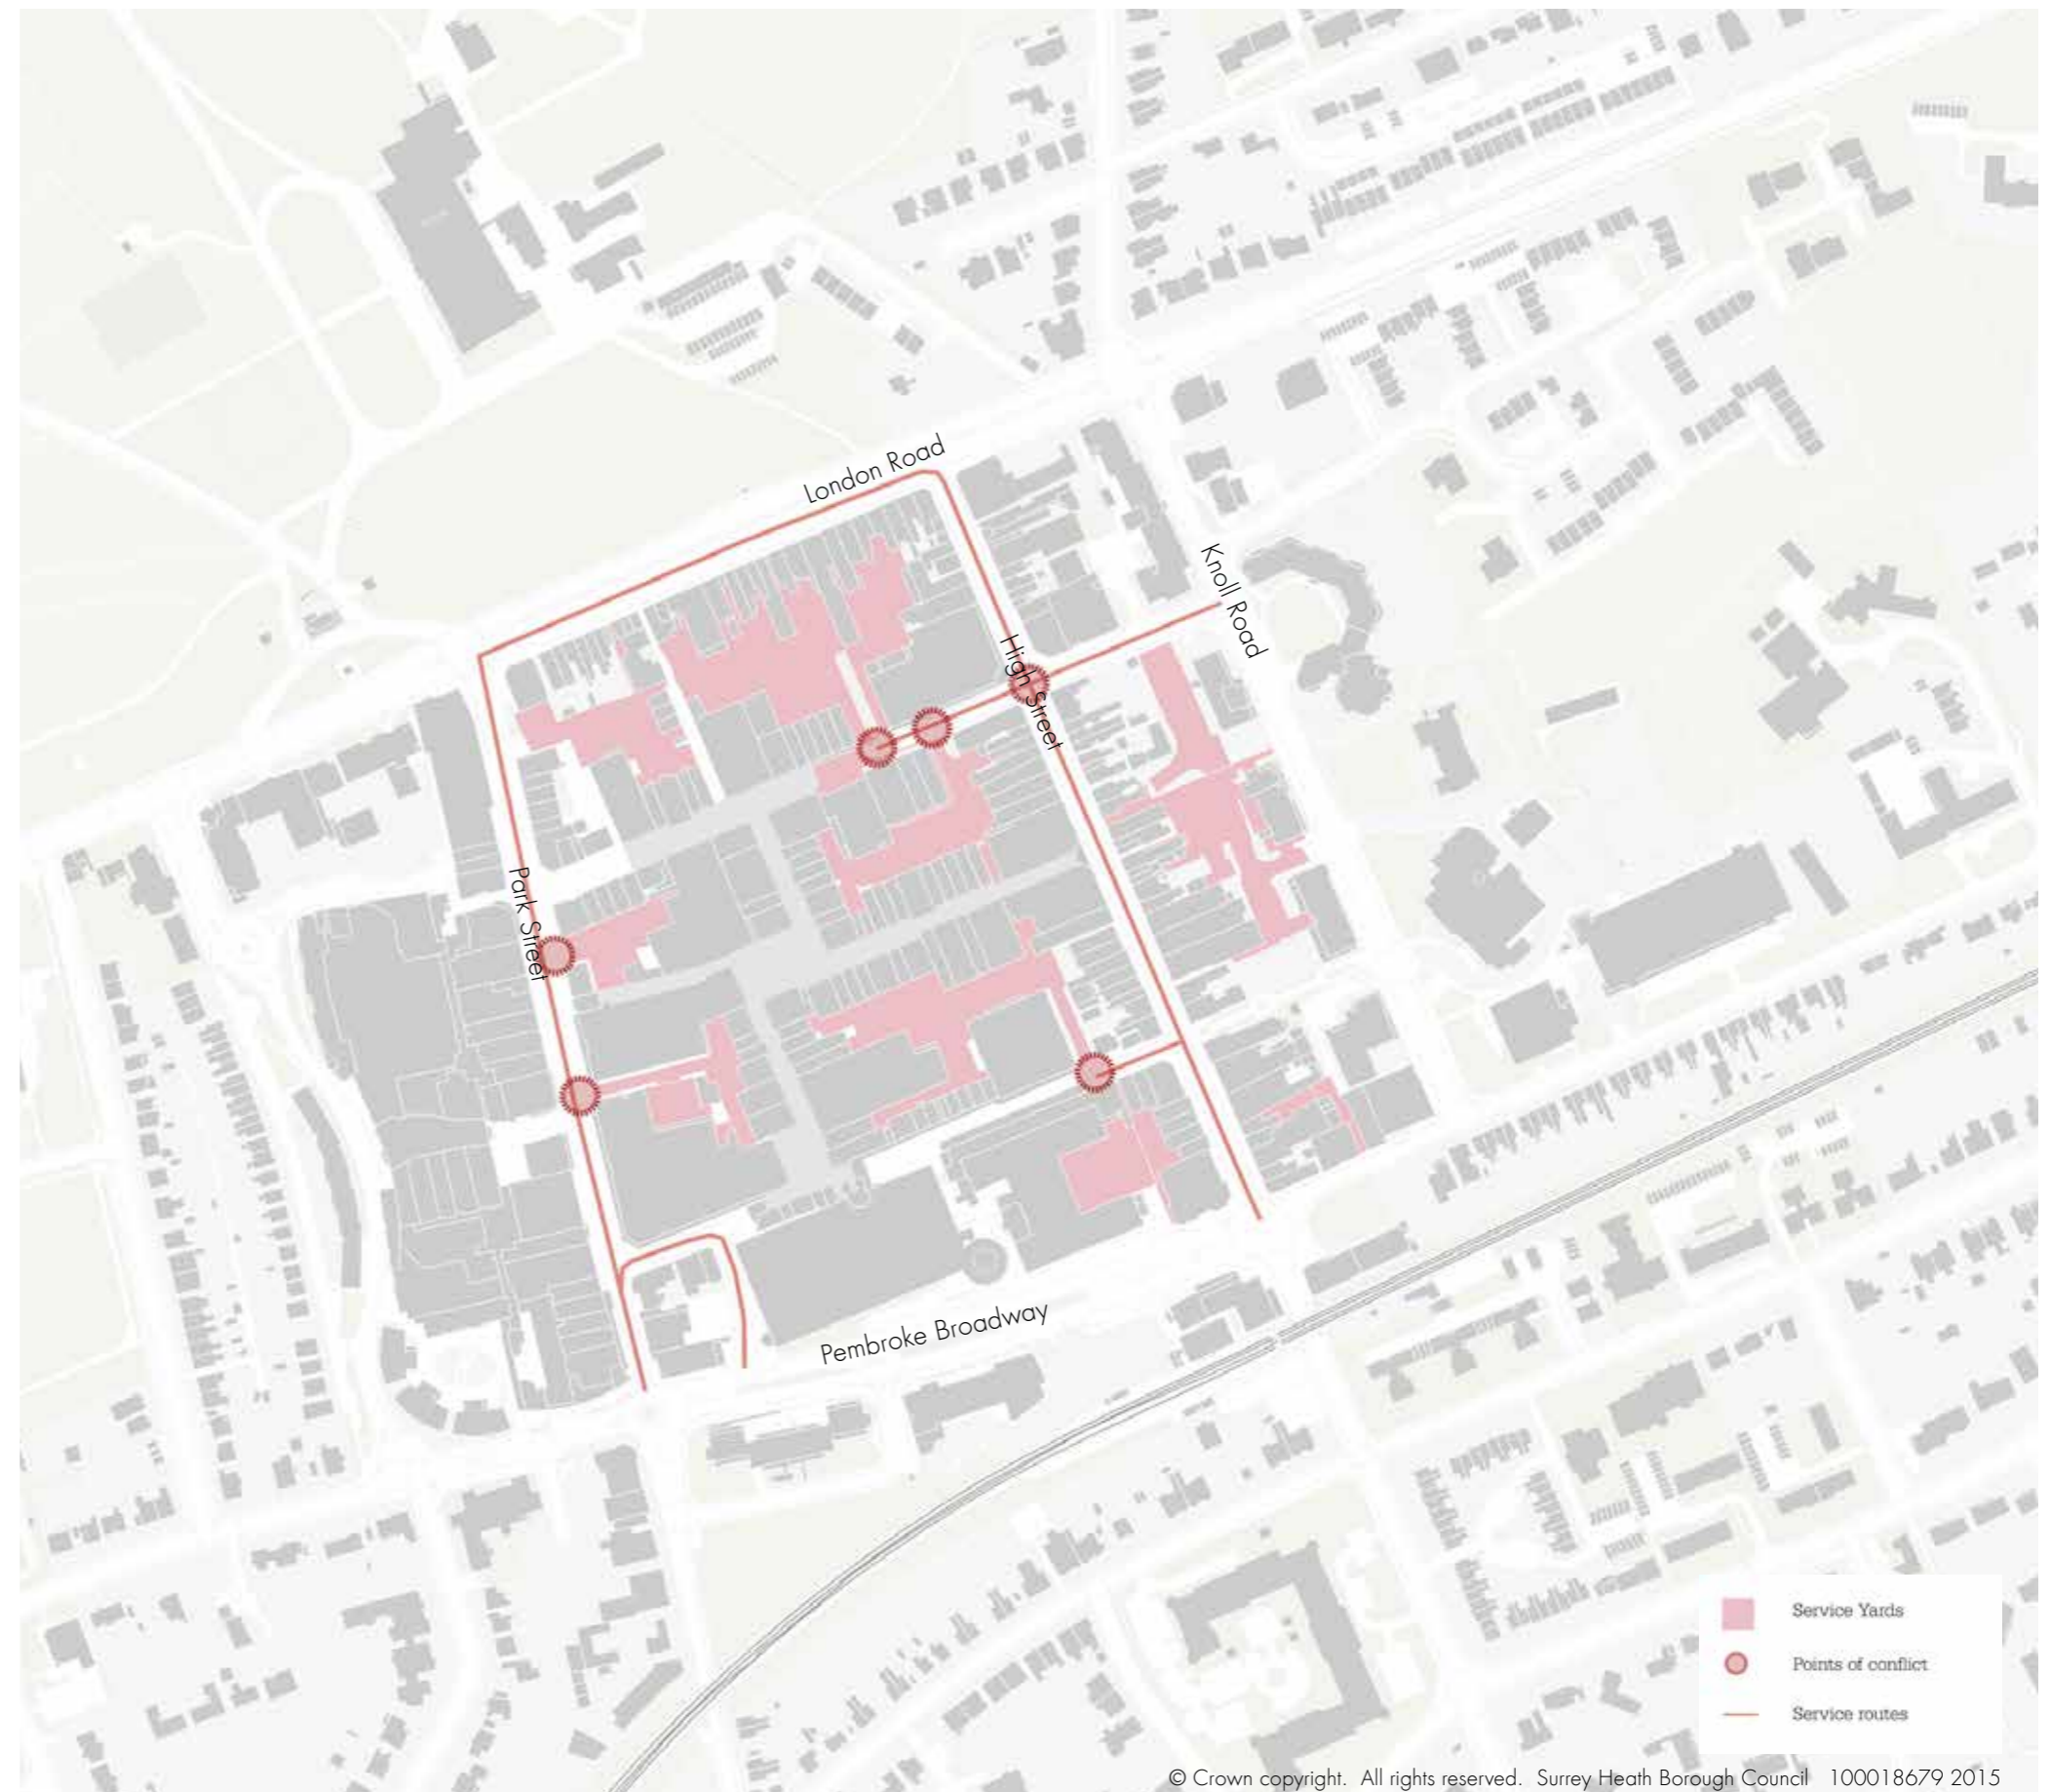 London Road
Knoll Road
High Street
Park Street
Pembroke Broadway
Service Yards
Points of conflict
Service routes
© Crown copyright. All rights reserved. Surrey Heath Borough Council 100018679 2015